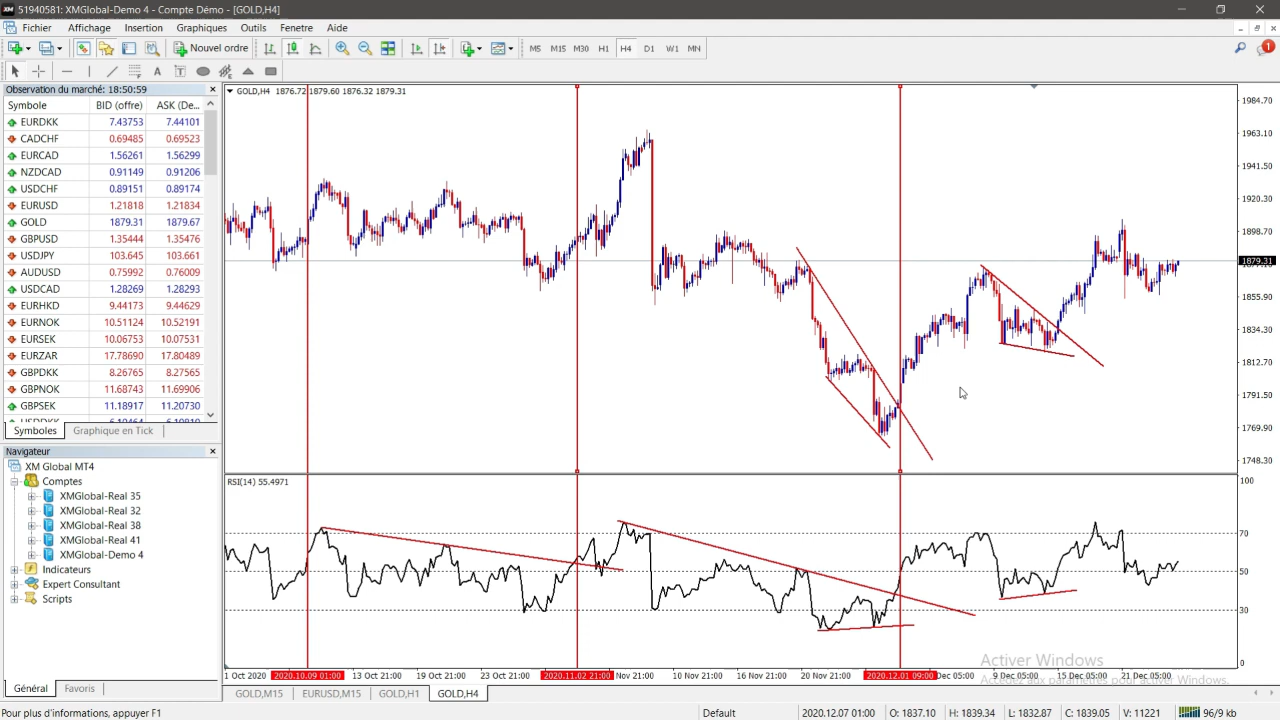 51940581: XMGlobal-Demo 4 - Compte Démo - [GOLD,H4]
Fichier Affichage Insertion Graphiques Outils Fenetre Aide
Nouvel ordre M5 M15 M30 H1 H4 D1 W1 MN 1
A T
Observation du marché: 18:50:59
Symbole BID (offre) ASK (De...
EURDKK 7.43753 7.44101
CADCHF 0.69485 0.69523
EURCAD 1.56261 1.56299
NZDCAD 0.91149 0.91206
USDCHF 0.89151 0.89174
EURUSD 1.21818 1.21834
GOLD 1879.31 1879.67
GBPUSD 1.35444 1.35476
USDJPY 103.645 103.661
AUDUSD 0.75992 0.76009
USDCAD 1.28269 1.28293
EURHKD 9.44173 9.44629
EURNOK 10.51124 10.52191
EURSEK 10.06753 10.07531
EURZAR 17.78690 17.80489
GBPDKK 8.26765 8.27565
GBPNOK 11.68743 11.69906
GBPSEK 11.18917 11.20730
Symboles Graphique en Tick
Navigateur
XM Global MT4
Comptes
XMGlobal-Real 35
XMGlobal-Real 32
XMGlobal-Real 38
XMGlobal-Real 41
XMGlobal-Demo 4
Indicateurs
Expert Consultant
Scripts
Général Favoris
GOLD,H4 1876.72 1879.60 1876.32 1879.31
1984.70
1963.10
1941.50
1920.30
1898.70
1879.31
1855.90
1834.30
1812.70
1791.50
1769.90
1748.30
RSI(14) 55.4971
100
70
50
30
0
1 Oct 2020 2020.10.09 01:00 13 Oct 21:00 19 Oct 21:00 23 Oct 21:00 2020.11.02 21:00 Nov 21:00 10 Nov 21:00 16 Nov 21:00 20 Nov 21:00 2020.12.01 09:00 Dec 05:00 9 Dec 05:00 15 Dec 05:00 21 Dec 05:00
Activer Windows
Accédez aux paramètres pour activer Windows.
GOLD,M15 EURUSD,M15 GOLD,H1 GOLD,H4
Pour plus d'informations, appuyer F1 Default 2020.12.07 01:00 O: 1837.10 H: 1839.34 L: 1832.87 C: 1839.05 V: 11221 96/9 kb